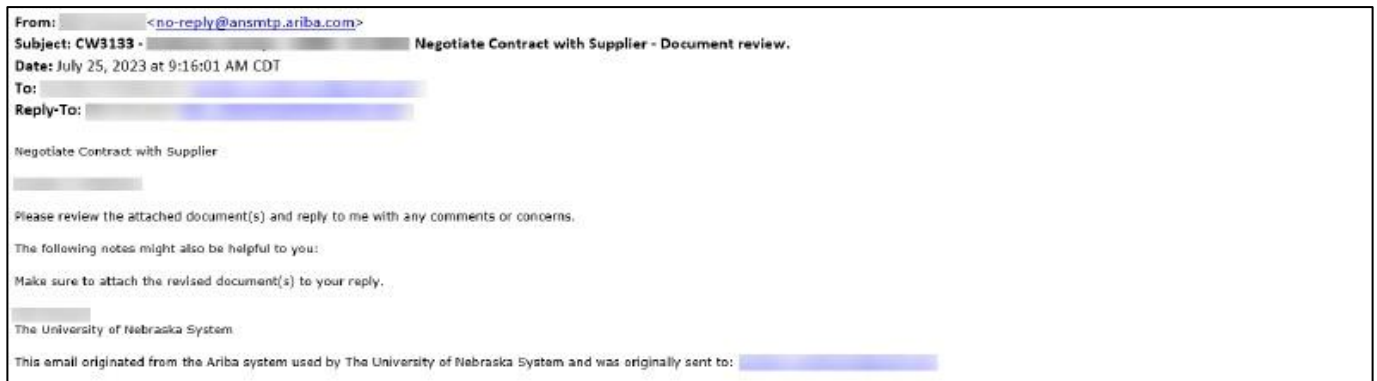 From: <no-reply@ansmtp.ariba.com>
Subject: CW3133 - Negotiate Contract with Supplier - Document review.
Date: July 25, 2023 at 9:16:01 AM CDT
To:
Reply-To:
Negotiate Contract with Supplier
Please review the attached document(s) and reply to me with any comments or concerns.
The following notes might also be helpful to you:
Make sure to attach the revised document(s) to your reply.
The University of Nebraska System
This email originated from the Ariba system used by The University of Nebraska System and was originally sent to: